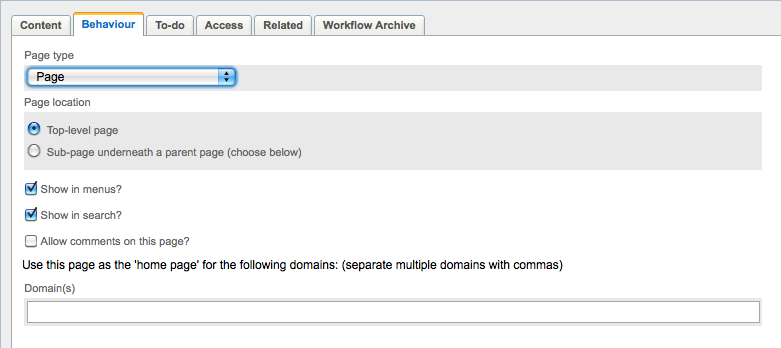 Content Behaviour To-do Access Related Workflow Archive
Page type
Page
Page location
Top-level page
Sub-page underneath a parent page (choose below)
Show in menus?
Show in search?
Allow comments on this page?
Use this page as the 'home page' for the following domains: (separate multiple domains with commas)
Domain(s)